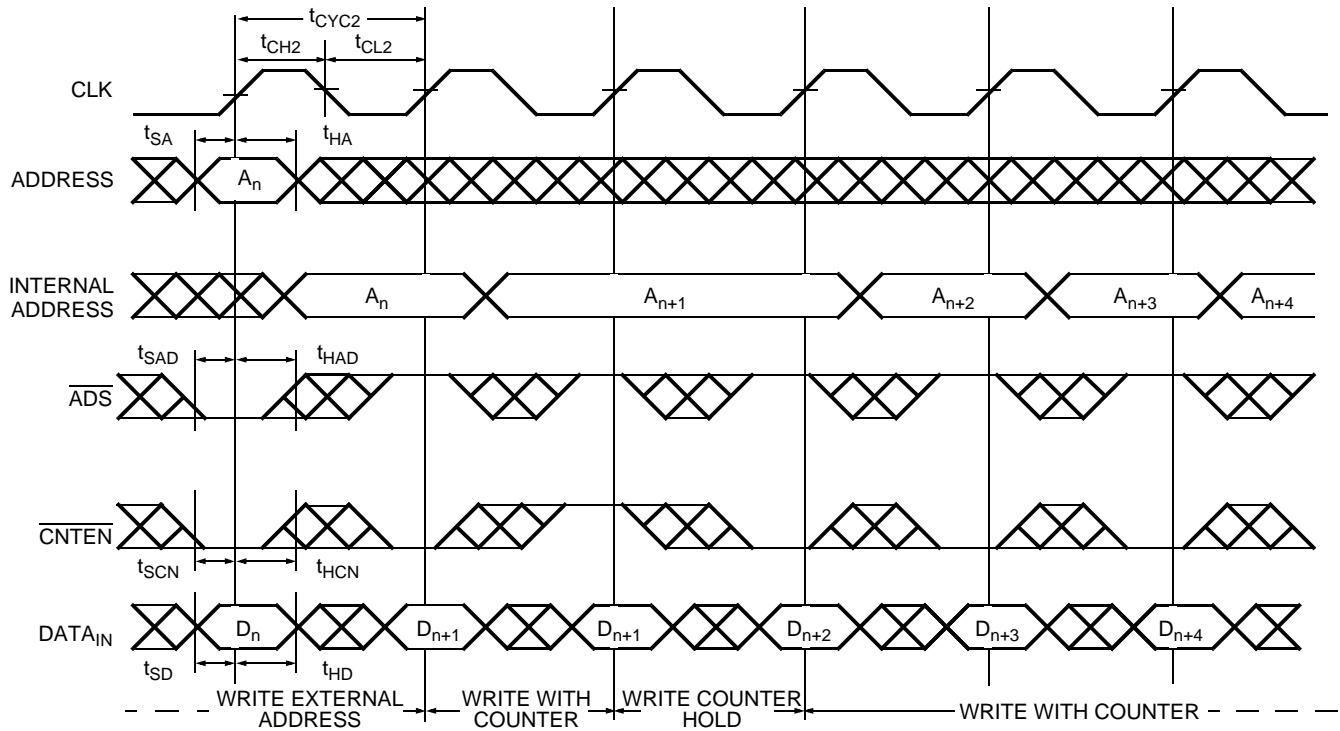 tCYC2
tCH2 tCL2
CLK
tSA tHA
ADDRESS An
INTERNAL
ADDRESS
An An+1 An+2 An+3 An+4
tSAD tHAD
ADS
CNTEN
tSCN tHCN
DATAIN Dn Dn+1 Dn+1 Dn+2 Dn+3 Dn+4
tSD tHD
WRITE EXTERNAL
ADDRESS
WRITE WITH
COUNTER
WRITE COUNTER
HOLD
WRITE WITH COUNTER